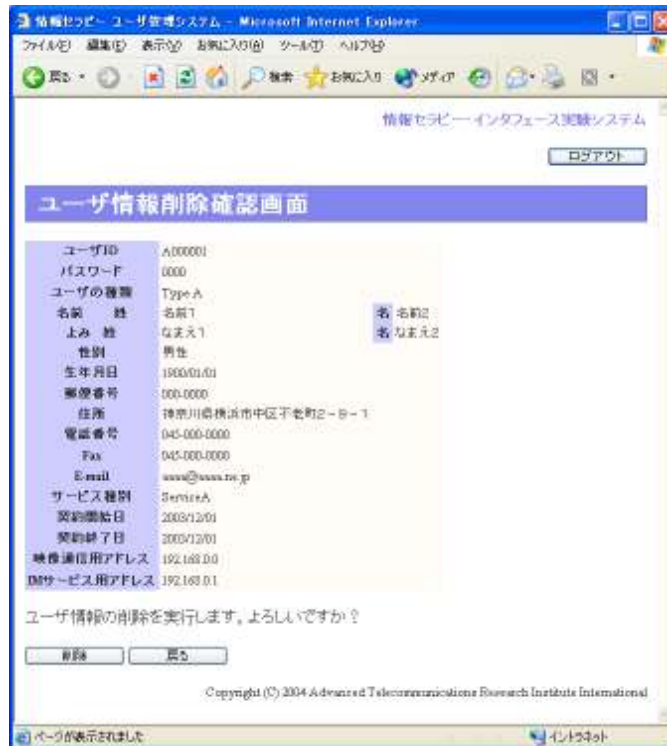 情報セラピー ユーザ管理システム - Microsoft Internet Explorer
ファイル(F) 編集(E) 表示(V) お気に入り(A) ツール(T) ヘルプ(H)
戻る 検索 お気に入り メディア
情報セラピー・インタフェース実験システム
ログアウト
ユーザ情報削除確認画面
ユーザID A000001
パスワード 0000
ユーザの種類 Type A
名前 姓 名前1 名 名前2
よみ 姓 なまえ1 名 なまえ2
性別 男性
生年月日 1900/01/01
郵便番号 000-0000
住所 神奈川県横浜市中区不老町2-9-1
電話番号 045-000-0000
Fax 045-000-0000
E-mail
サービス種別 ServiceA
契約開始日 2003/12/01
契約終了日 2003/12/01
映像通信用アドレス 192.168.0.0
IMサービス用アドレス 192.168.0.1
ユーザ情報の削除を実行します。よろしいですか？
削除 戻る
Copyright (C) 2004 Advanced Telecommunications Research Institute International
ページが表示されました イントラネット